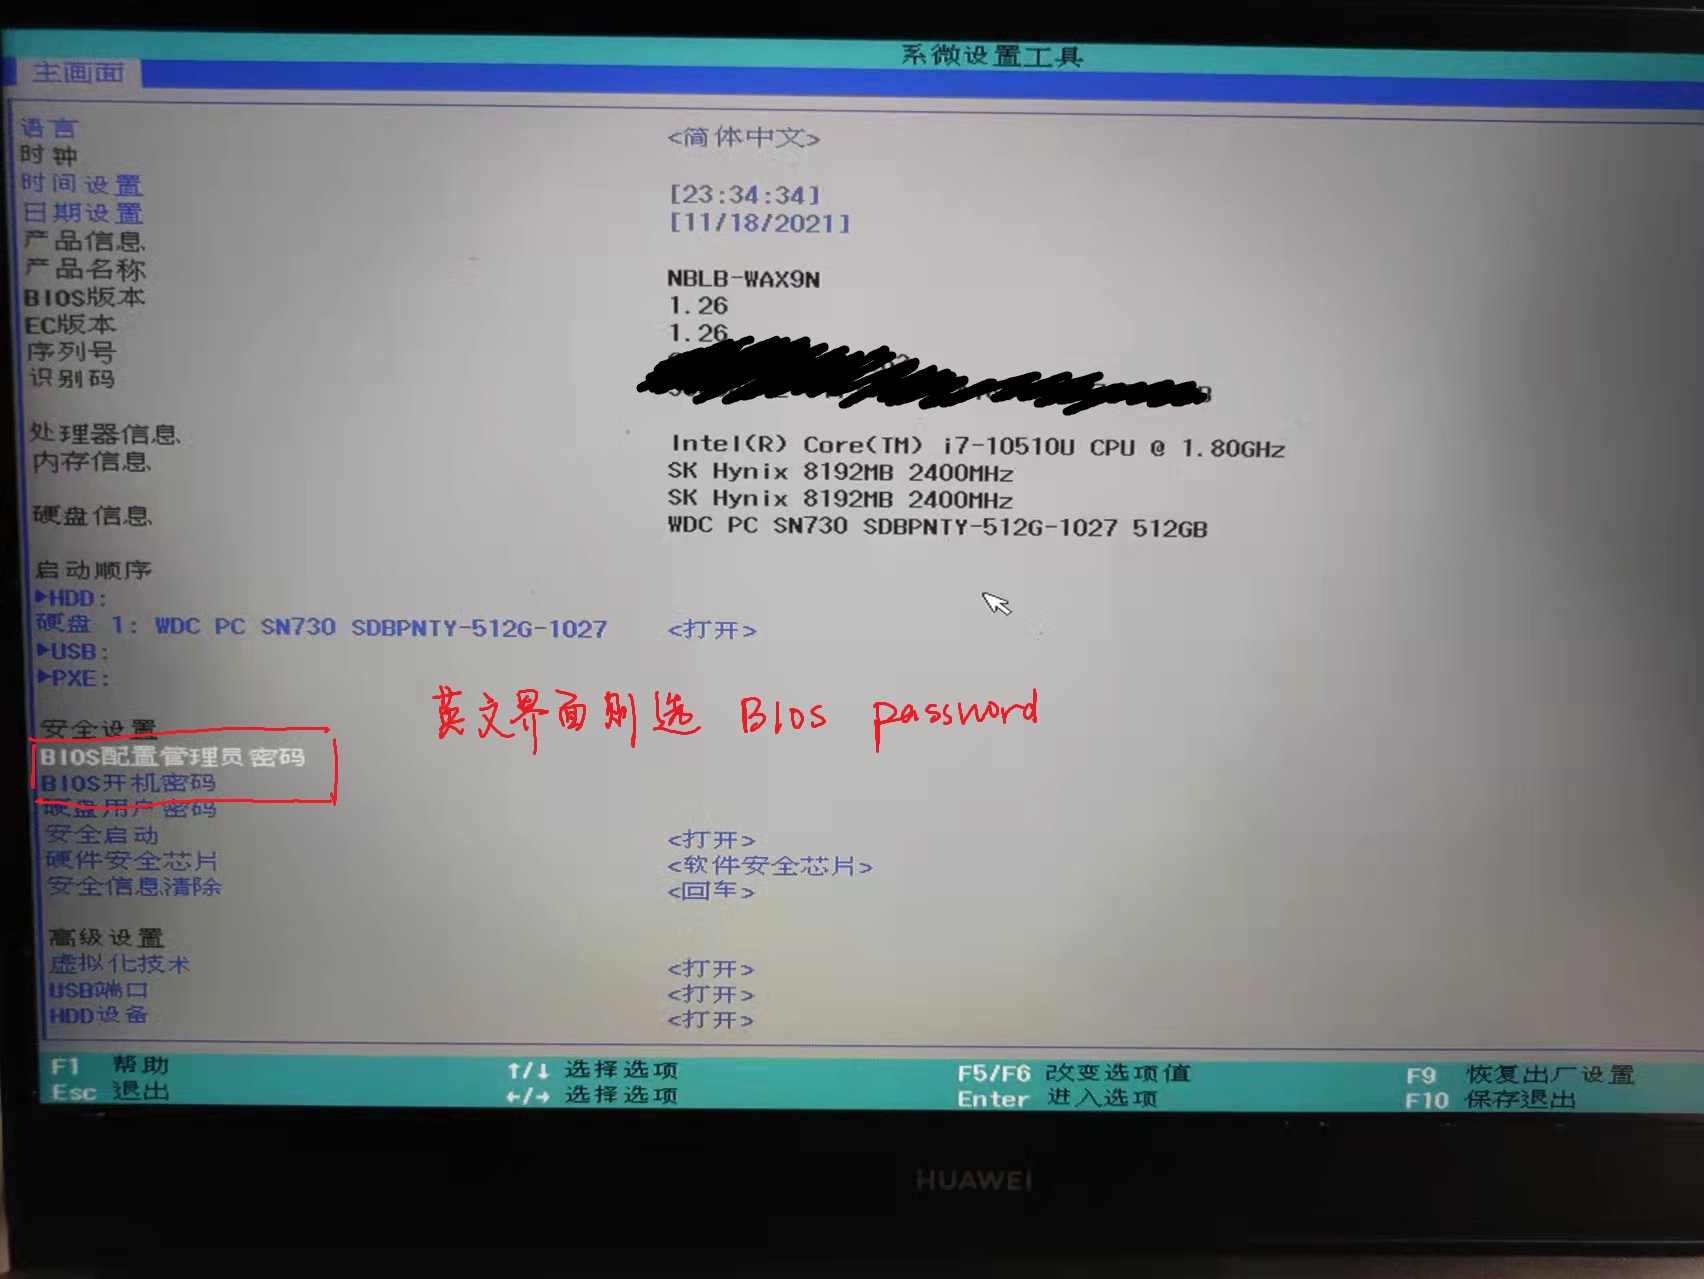 系微设置工具
主画面
语言 <简体中文>
时钟
时间设置 [23:34:34]
日期设置 [11/18/2021]
产品信息
产品名称 NBLB-WAX9N
BIOS版本 1.26
EC版本 1.26
序列号
识别码
处理器信息 Intel(R) Core(TM) i7-10510U CPU @ 1.80GHz
内存信息 SK Hynix 8192MB 2400MHz
SK Hynix 8192MB 2400MHz
硬盘信息 WDC PC SN730 SDBPNTY-512G-1027 512GB
启动顺序
▶HDD:
硬盘 1: WDC PC SN730 SDBPNTY-512G-1027 <打开>
▶USB:
▶PXE:
英文界面则选 BIos password
安全设置
BIOS配置管理员密码
BIOS开机密码
硬盘用户密码
安全启动 <打开>
硬件安全芯片 <软件安全芯片>
安全信息清除 <回车>
高级设置
虚拟化技术 <打开>
USB端口 <打开>
HDD设备 <打开>
F1 帮助 ↑/↓ 选择选项 F5/F6 改变选项值 F9 恢复出厂设置
Esc 退出 ←/→ 选择选项 Enter 进入选项 F10 保存退出
HUAWEI